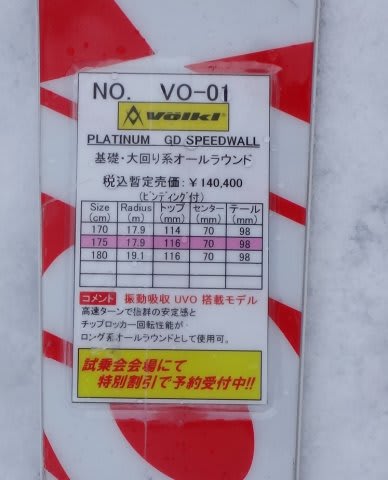 NO. VO-01
Völkl
PLATINUM GD SPEEDWALL
基礎・大回り系オールラウンド
税込暫定売価：￥140,400
(ビンディング付)
Size Radius トップ センター テール
(cm) (m) (mm) (mm) (mm)
170 17.9 114 70 98
175 17.9 116 70 98
180 19.1 116 70 98
コメント 振動吸収 UVO 搭載モデル
高速ターンで抜群の安定感と
チップロッカー回転性能が
ロング系オールラウンドとして使用可。
試乗会会場にて
特別割引で予約受付中!!